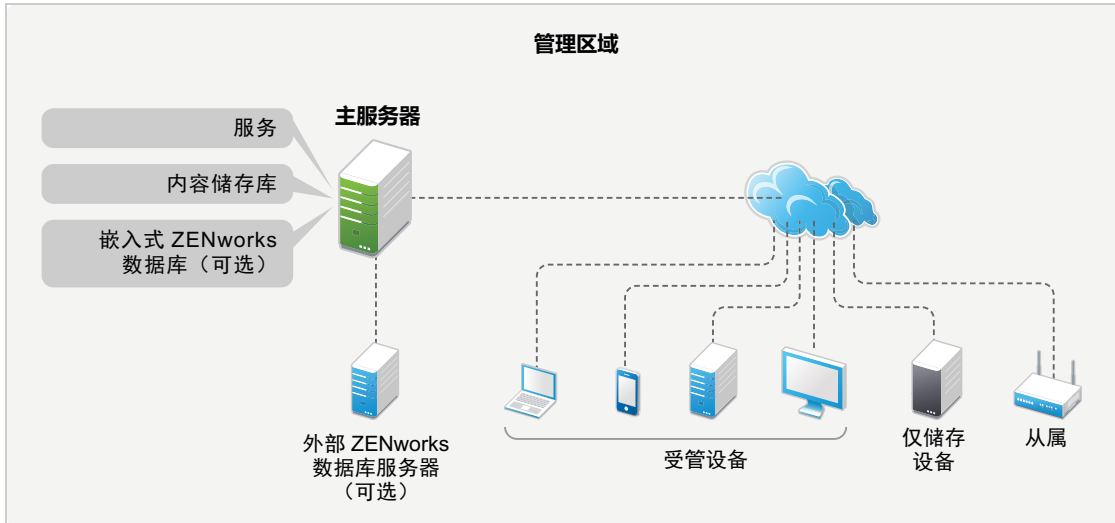 管理区域
主服务器
服务
内容储存库
嵌入式 ZENworks
数据库（可选）
外部 ZENworks
数据库服务器
（可选）
受管设备
仅储存
设备
从属